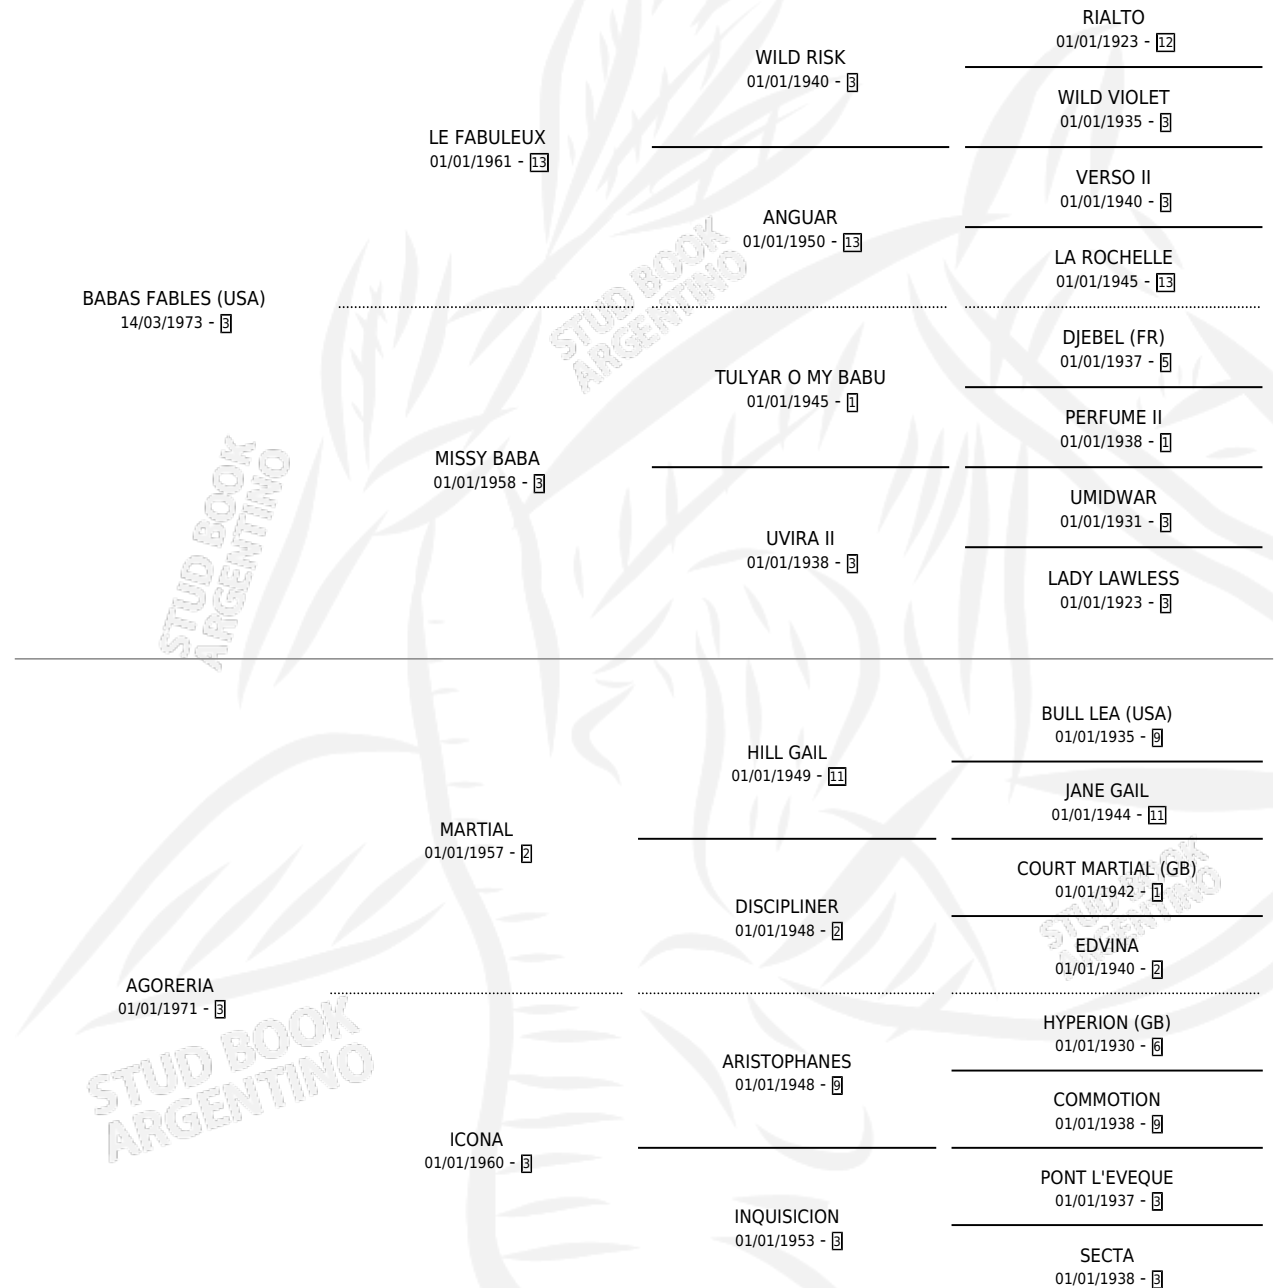 RIALTO
01/01/1923 - 12
WILD RISK
01/01/1940 - 3
WILD VIOLET
01/01/1935 - 3
LE FABULEUX
01/01/1961 - 13
VERSO II
01/01/1940 - 3
ANGUAR
01/01/1950 - 13
LA ROCHELLE
01/01/1945 - 13
BABAS FABLES (USA)
14/03/1973 - 3
DJEBEL (FR)
01/01/1937 - 5
TULYAR O MY BABU
01/01/1945 - 1
PERFUME II
01/01/1938 - 1
MISSY BABA
01/01/1958 - 3
UMIDWAR
01/01/1931 - 3
UVIRA II
01/01/1938 - 3
LADY LAWLESS
01/01/1923 - 3
STUD BOOK
ARGENTINO
STUD BOOK
ARGENTINO
BULL LEA (USA)
01/01/1935 - 9
HILL GAIL
01/01/1949 - 11
JANE GAIL
01/01/1944 - 11
MARTIAL
01/01/1957 - 2
COURT MARTIAL (GB)
01/01/1942 - 1
DISCIPLINER
01/01/1948 - 2
EDVINA
01/01/1940 - 2
AGORERIA
01/01/1971 - 3
HYPERION (GB)
01/01/1930 - 6
ARISTOPHANES
01/01/1948 - 9
COMMOTION
01/01/1938 - 9
ICONA
01/01/1960 - 3
PONT L'EVEQUE
01/01/1937 - 3
INQUISICION
01/01/1953 - 3
SECTA
01/01/1938 - 3
STUD BOOK
ARGENTINO
STUD BOOK
ARGENTINO